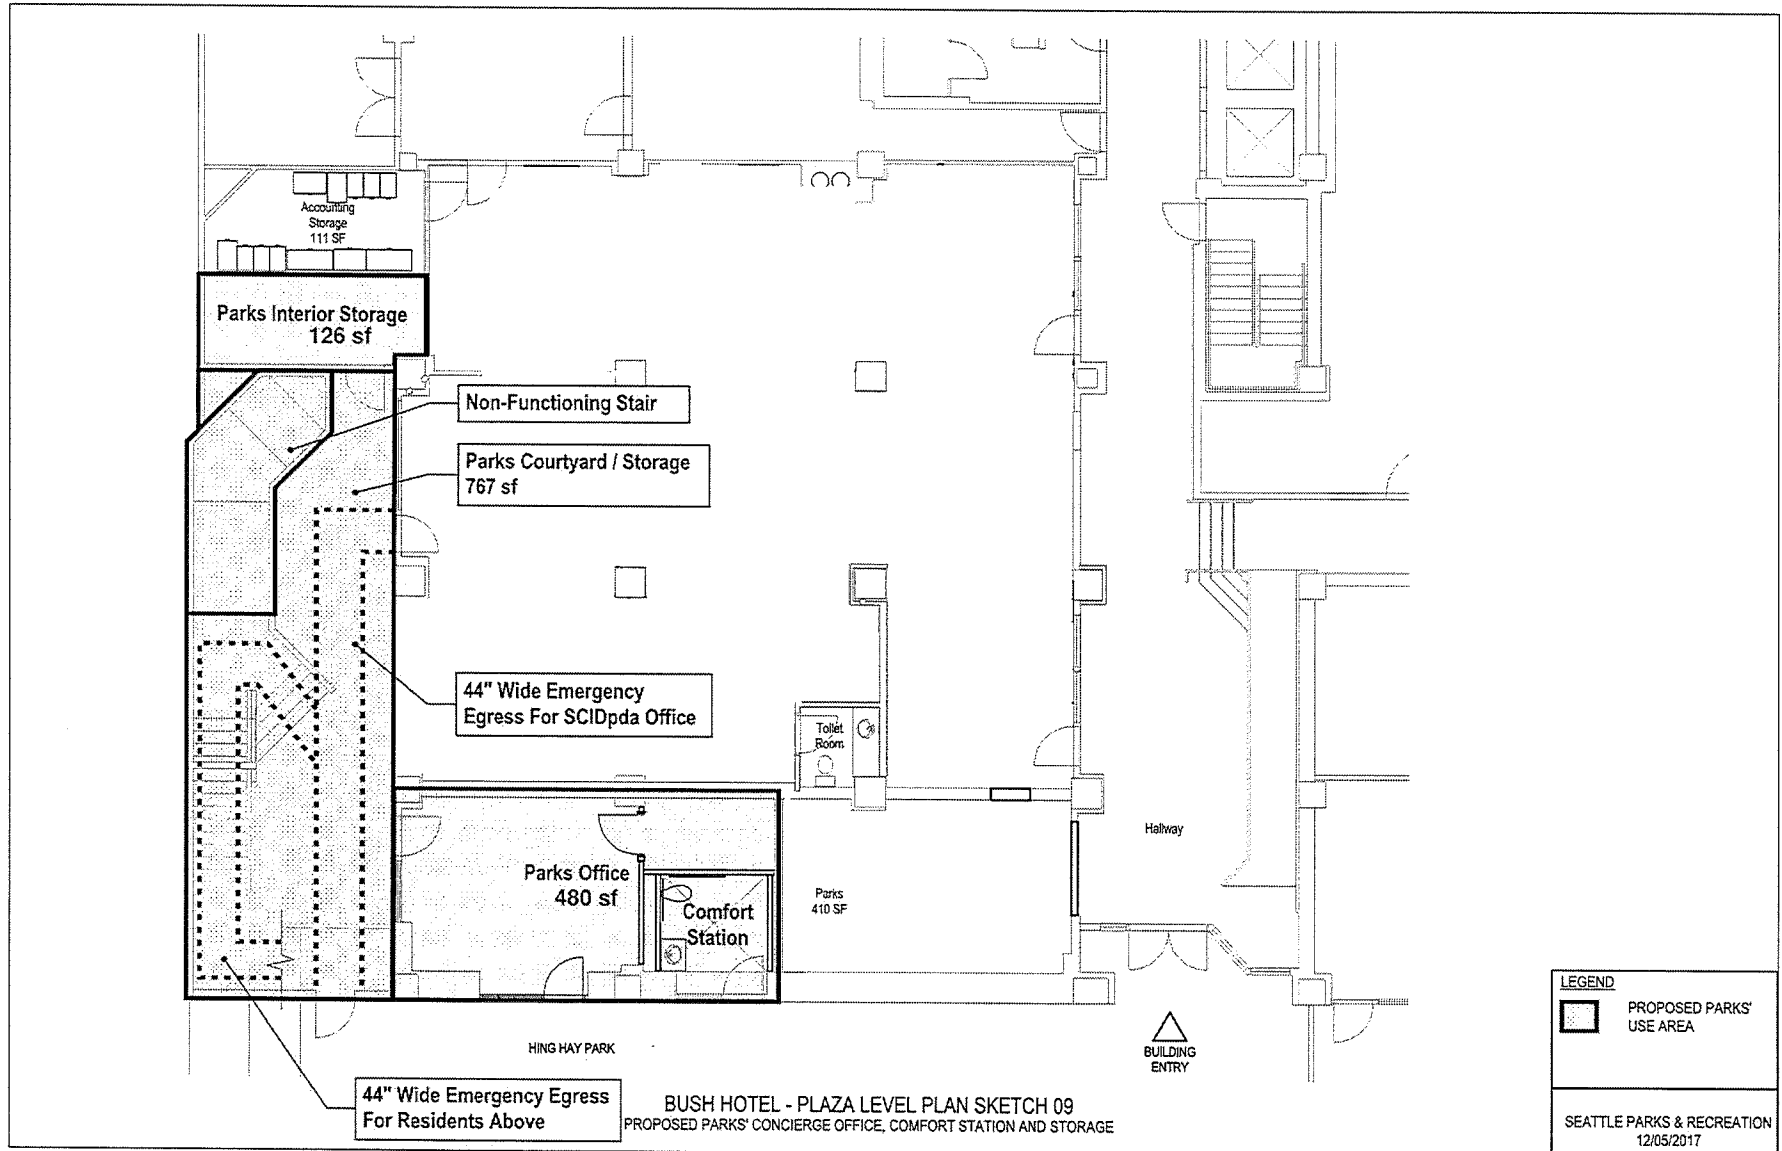 Accounting
Storage
111 SF
Parks Interior Storage
126 sf
Non-Functioning Stair
Parks Courtyard / Storage
767 sf
44" Wide Emergency
Egress For SCIDpda Office
Toilet
Room
Parks Office
480 sf
Comfort
Station
Parks
410 SF
Hallway
HING HAY PARK
BUILDING
ENTRY
44" Wide Emergency Egress
For Residents Above
BUSH HOTEL - PLAZA LEVEL PLAN SKETCH 09
PROPOSED PARKS' CONCIERGE OFFICE, COMFORT STATION AND STORAGE
LEGEND
PROPOSED PARKS'
USE AREA
SEATTLE PARKS & RECREATION
12/05/2017